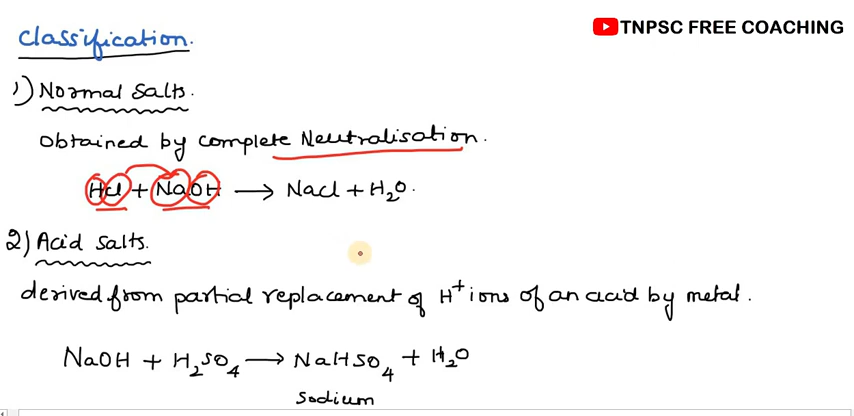 Classification.
TNPSC FREE COACHING
1) Normal Salts.
Obtained by complete Neutralisation.
HCl + NaOH → NaCl + H₂O.
2) Acid Salts.
derived from partial replacement of H⁺ ions of an acid by metal.
NaOH + H₂SO₄ → NaHSO₄ + H₂O
Sodium